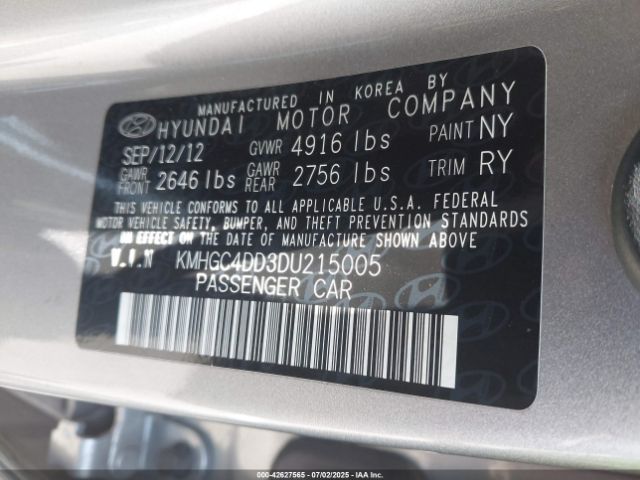 MANUFACTURED IN KOREA BY
HYUNDAI MOTOR COMPANY
SEP/12/12 GVWR 4916 lbs PAINT NY
GAWR FRONT 2646 lbs GAWR REAR 2756 lbs TRIM RY
THIS VEHICLE CONFORMS TO ALL APPLICABLE U.S.A. FEDERAL
MOTOR VEHICLE SAFETY, BUMPER, AND THEFT PREVENTION STANDARDS
IN EFFECT ON THE DATE OF MANUFACTURE SHOWN ABOVE
V.I.N KMHGC4DD3DU215005
PASSENGER CAR
© IAA 000-42627565 07/02/2025 IMAGE © IAA, LLC